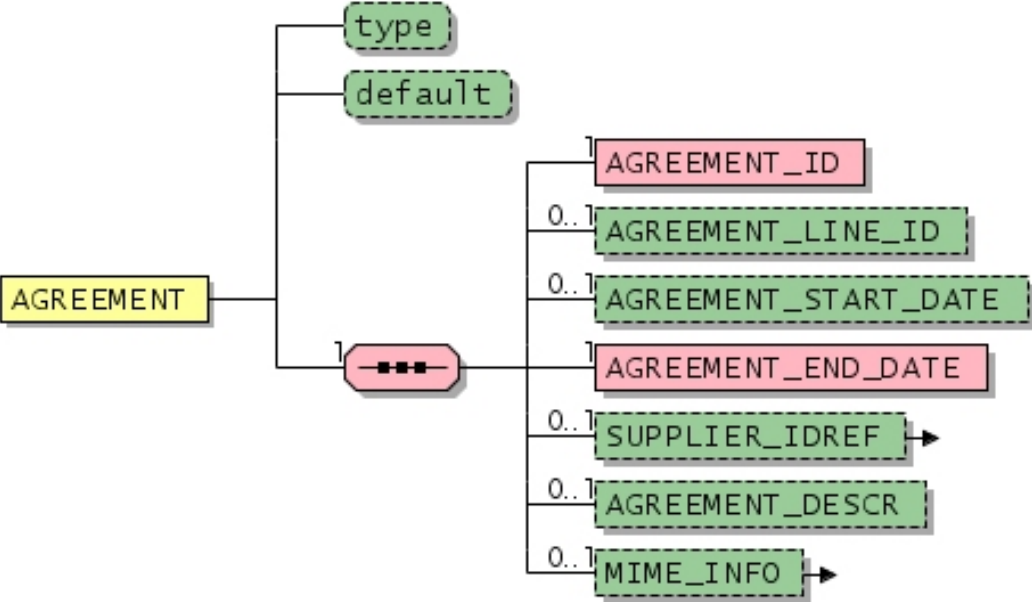 type
default
1
AGREEMENT_ID
0..1
AGREEMENT_LINE_ID
0..1
AGREEMENT_START_DATE
AGREEMENT
1
1
AGREEMENT_END_DATE
0..1
SUPPLIER_IDREF
0..1
AGREEMENT_DESCR
0..1
MIME_INFO